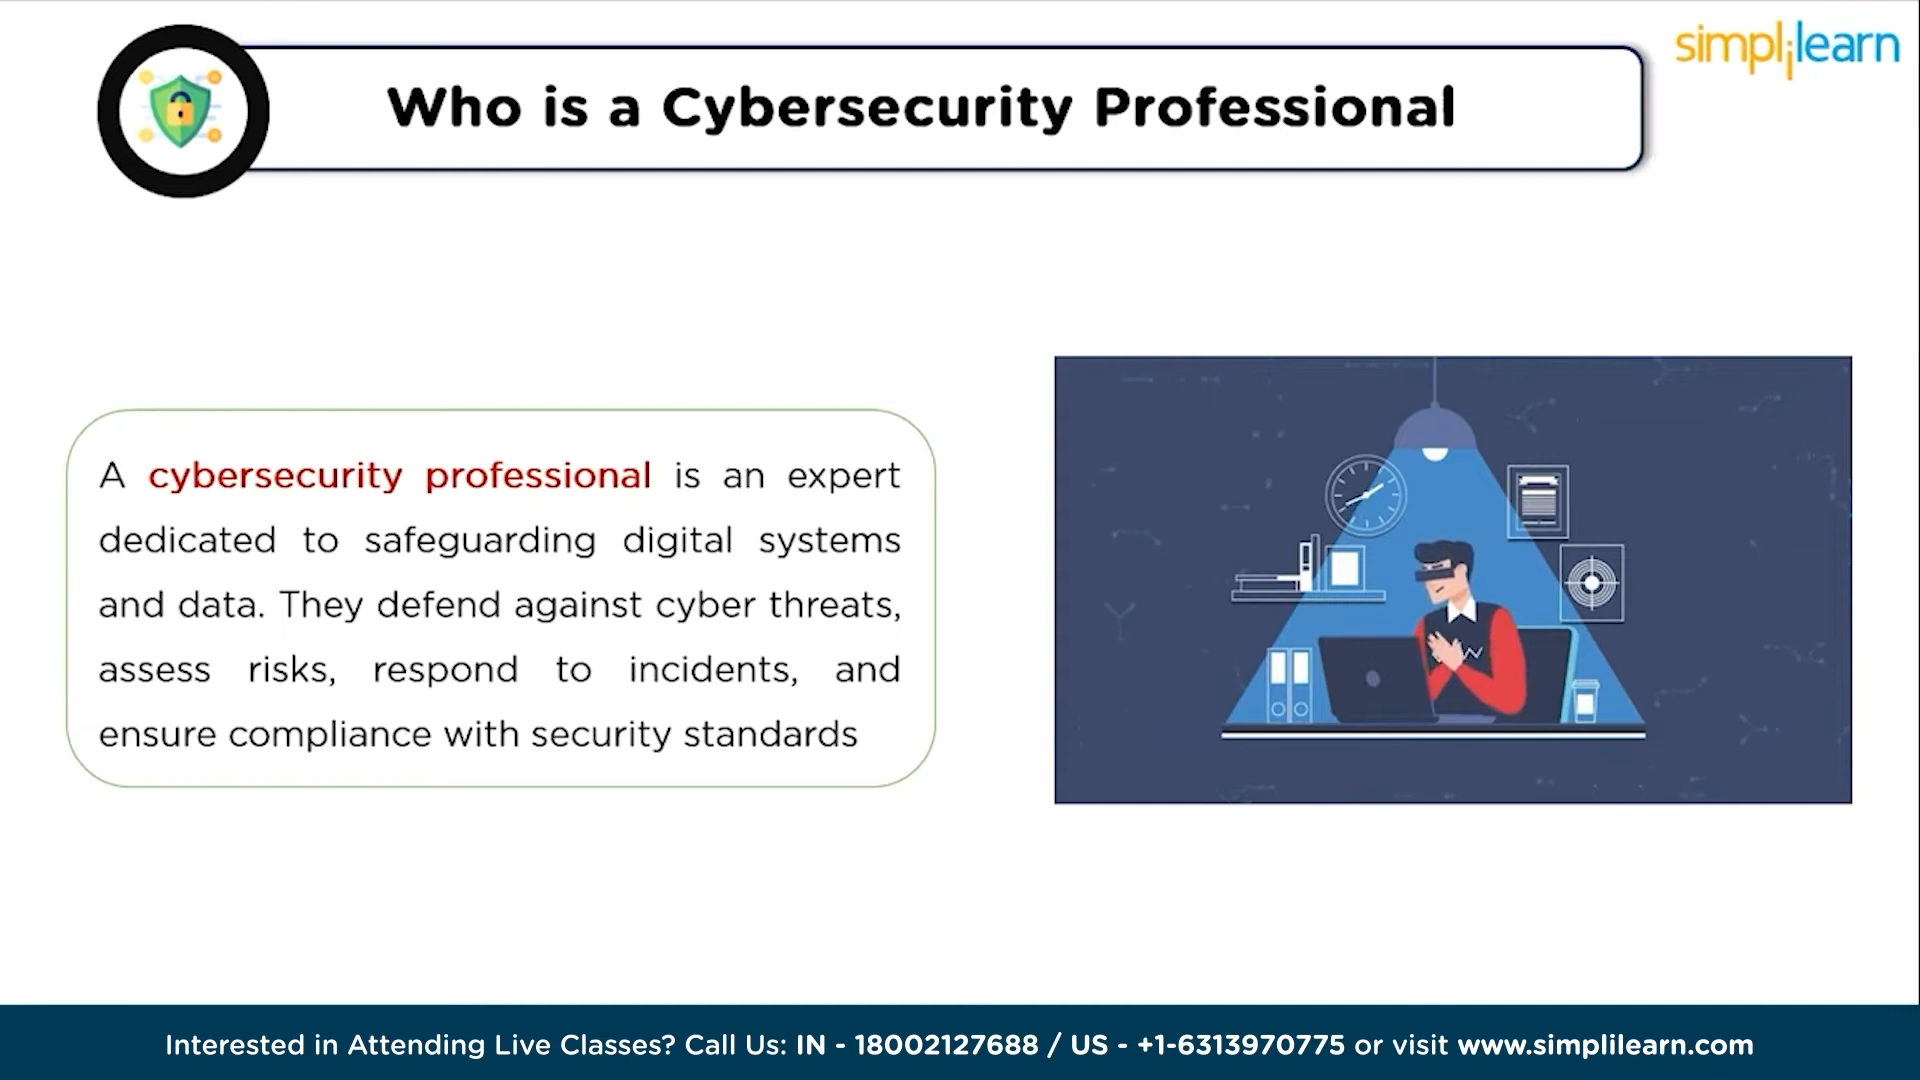 simplilearn
Who is a Cybersecurity Professional
A cybersecurity professional is an expert
dedicated to safeguarding digital systems
and data. They defend against cyber threats,
assess risks, respond to incidents, and
ensure compliance with security standards
Interested in Attending Live Classes? Call Us: IN - 18002127688 / US - +1-6313970775 or visit www.simplilearn.com